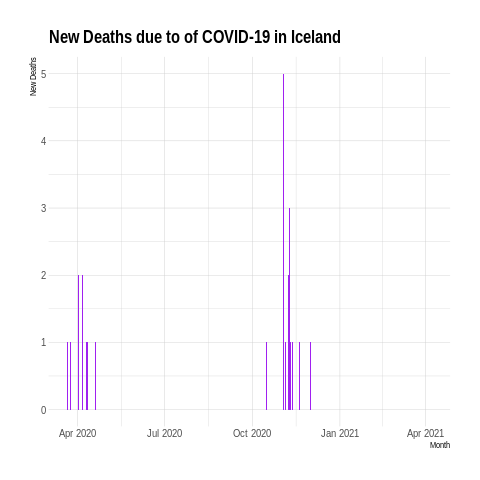 New Deaths due to of COVID-19 in Iceland
New Deaths
5
4
3
2
1
0
Apr 2020 Jul 2020 Oct 2020 Jan 2021 Apr 2021
Month